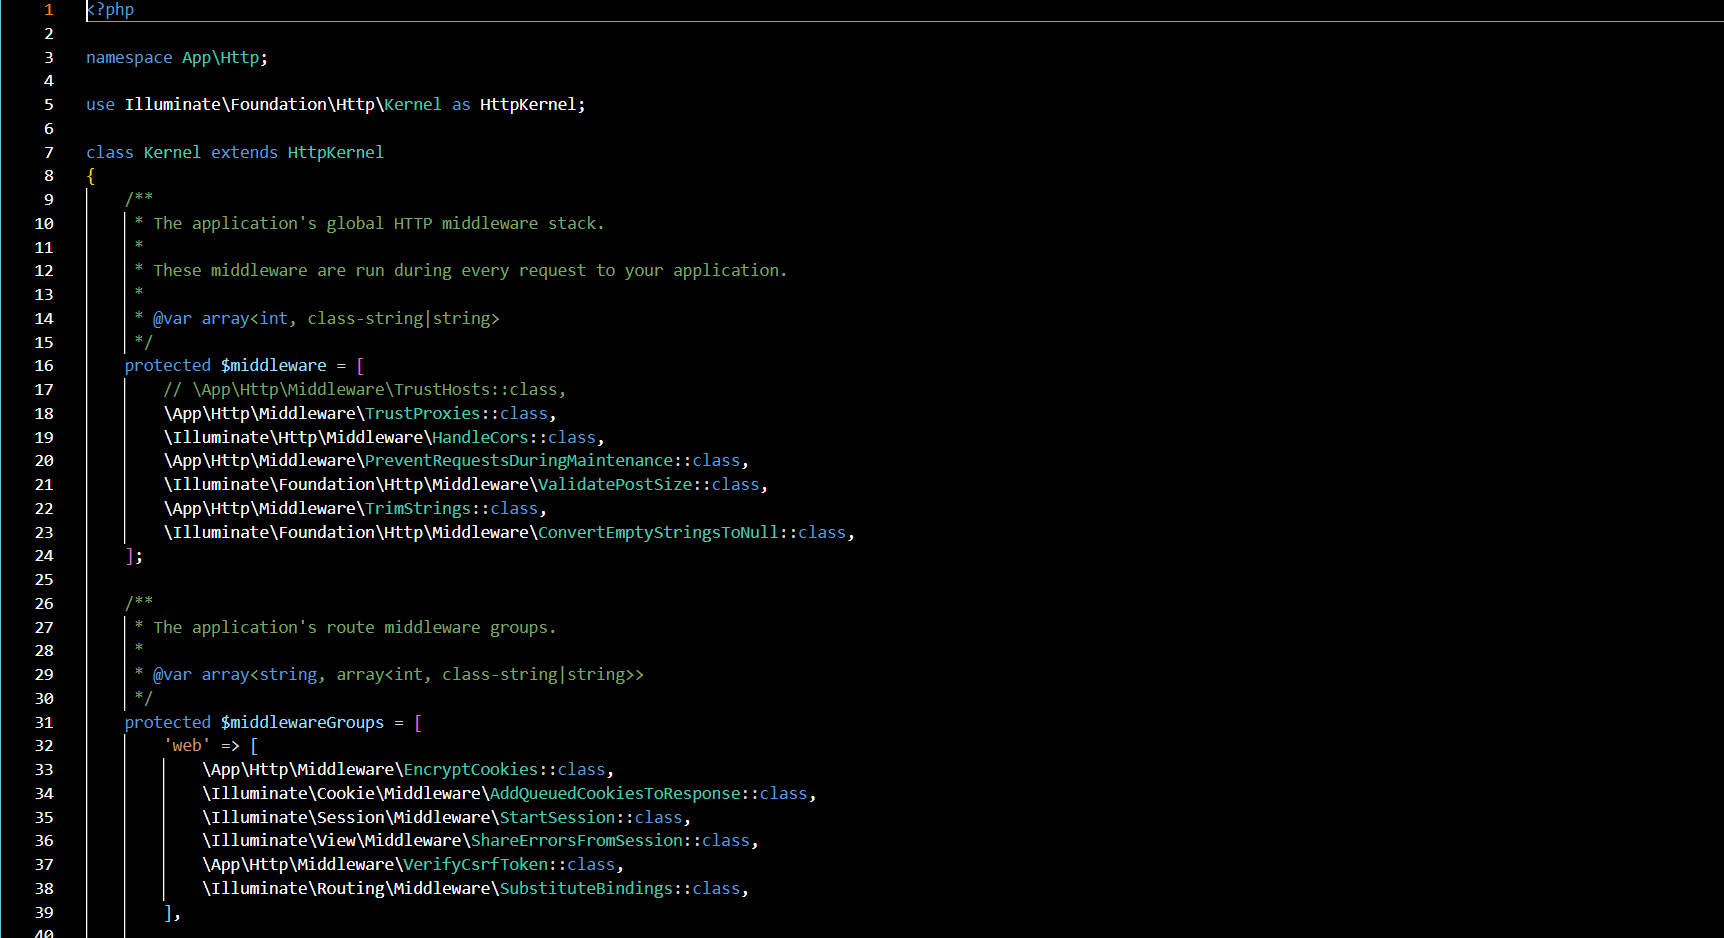 1 <?php
2
3 namespace App\Http;
4
5 use Illuminate\Foundation\Http\Kernel as HttpKernel;
6
7 class Kernel extends HttpKernel
8 {
9     /**
10      * The application's global HTTP middleware stack.
11      *
12      * These middleware are run during every request to your application.
13      *
14      * @var array<int, class-string|string>
15      */
16     protected $middleware = [
17         // \App\Http\Middleware\TrustHosts::class,
18         \App\Http\Middleware\TrustProxies::class,
19         \Illuminate\Http\Middleware\HandleCors::class,
20         \App\Http\Middleware\PreventRequestsDuringMaintenance::class,
21         \Illuminate\Foundation\Http\Middleware\ValidatePostSize::class,
22         \App\Http\Middleware\TrimStrings::class,
23         \Illuminate\Foundation\Http\Middleware\ConvertEmptyStringsToNull::class,
24     ];
25
26     /**
27      * The application's route middleware groups.
28      *
29      * @var array<string, array<int, class-string|string>>
30      */
31     protected $middlewareGroups = [
32         'web' => [
33             \App\Http\Middleware\EncryptCookies::class,
34             \Illuminate\Cookie\Middleware\AddQueuedCookiesToResponse::class,
35             \Illuminate\Session\Middleware\StartSession::class,
36             \Illuminate\View\Middleware\ShareErrorsFromSession::class,
37             \App\Http\Middleware\VerifyCsrfToken::class,
38             \Illuminate\Routing\Middleware\SubstituteBindings::class,
39         ],
40